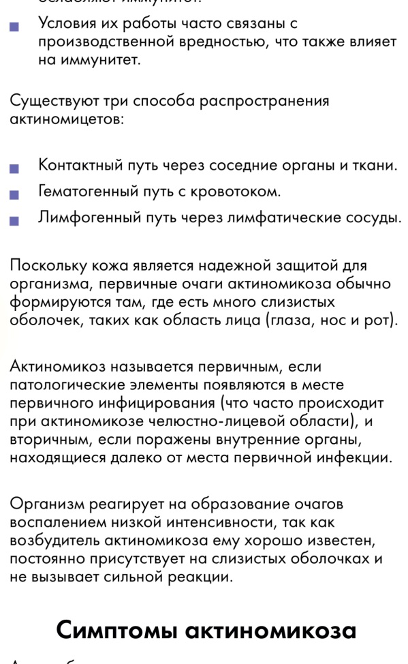 ослабляют иммунитет.
Условия их работы часто связаны с
производственной вредностью, что также влияет
на иммунитет.
Существуют три способа распространения
актиномицетов:
Контактный путь через соседние органы и ткани.
Гематогенный путь с кровотоком.
Лимфогенный путь через лимфатические сосуды.
Поскольку кожа является надежной защитой для
организма, первичные очаги актиномикоза обычно
формируются там, где есть много слизистых
оболочек, таких как область лица (глаза, нос и рот).
Актиномикоз называется первичным, если
патологические элементы появляются в месте
первичного инфицирования (что часто происходит
при актиномикозе челюстно-лицевой области), и
вторичным, если поражены внутренние органы,
находящиеся далеко от места первичной инфекции.
Организм реагирует на образование очагов
воспалением низкой интенсивности, так как
возбудитель актиномикоза ему хорошо известен,
постоянно присутствует на слизистых оболочках и
не вызывает сильной реакции.
Симптомы актиномикоза